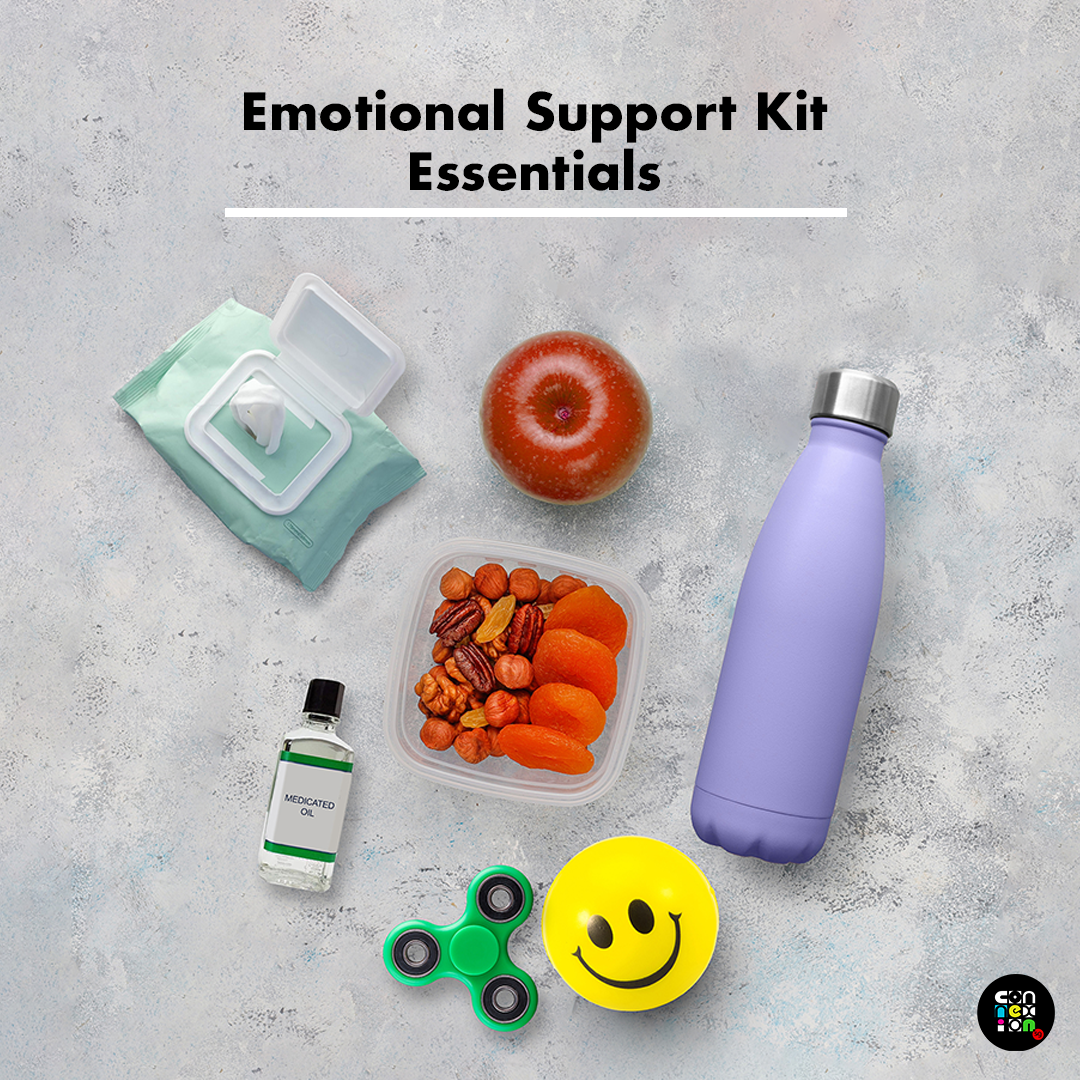 Emotional Support Kit
Essentials
MEDICATED
OIL
con
nex
ion